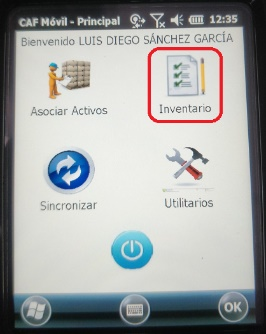 CAF Móvil - Principal 12:35
Bienvenido LUIS DIEGO SÁNCHEZ GARCÍA
Asociar Activos Inventario
Sincronizar Utilitarios
OK